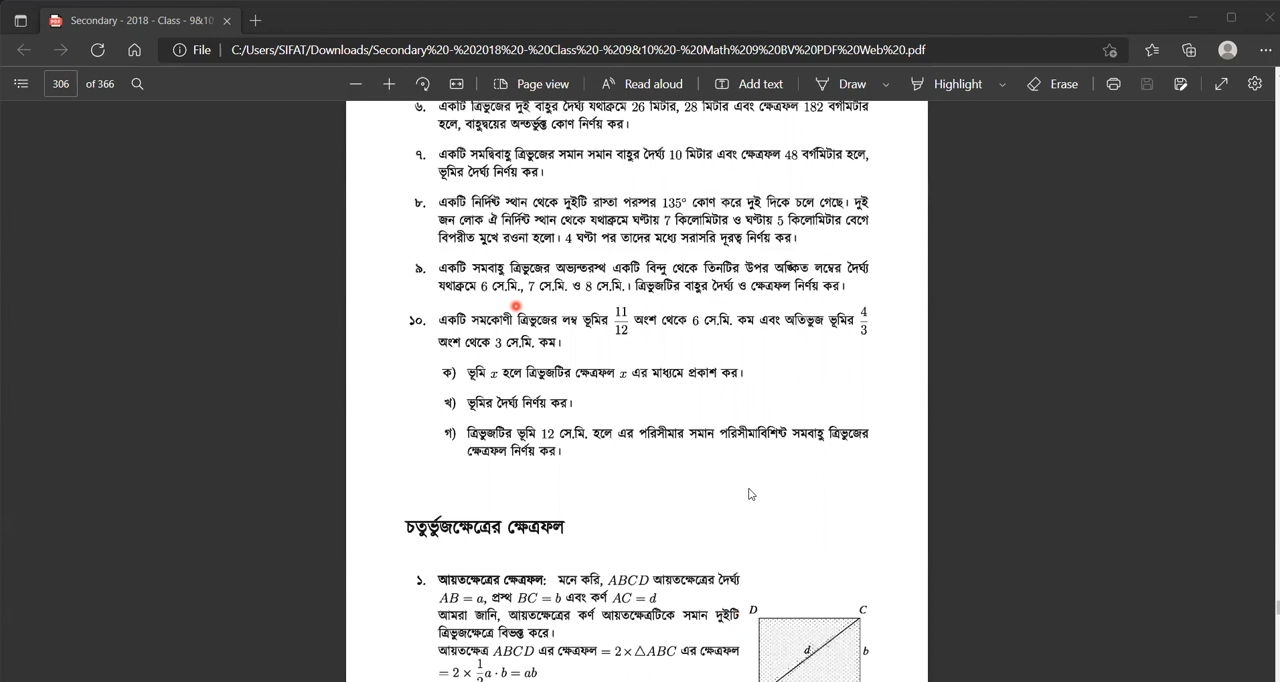 Secondary - 2018 - Class - 9&10
File C:/Users/SIFAT/Downloads/Secondary%20-%202018%20-%20Class%20-%209&10%20-%20Math%209%20BV%20PDF%20Web%20.pdf
306 of 366 Page view Read aloud Add text Draw Highlight Erase
৬. একটি ত্রিভুজের দুই বাহুর দৈর্ঘ্য যথাক্রমে 26 মিটার, 28 মিটার এবং ক্ষেত্রফল 182 বর্গমিটার
হলে, বাহুদ্বয়ের অন্তর্ভুক্ত কোণ নির্ণয় কর।
৭. একটি সমদ্বিবাহু ত্রিভুজের সমান সমান বাহুর দৈর্ঘ্য 10 মিটার এবং ক্ষেত্রফল 48 বর্গমিটার হলে,
ভূমির দৈর্ঘ্য নির্ণয় কর।
৮. একটি নির্দিষ্ট স্থান থেকে দুইটি রাস্তা পরস্পর 135° কোণ করে দুই দিকে চলে গেছে। দুই
জন লোক ঐ নির্দিষ্ট স্থান থেকে যথাক্রমে ঘণ্টায় 7 কিলোমিটার ও ঘণ্টায় 5 কিলোমিটার বেগে
বিপরীত মুখে রওনা হলো। 4 ঘণ্টা পর তাদের মধ্যে সরাসরি দূরত্ব নির্ণয় কর।
৯. একটি সমবাহু ত্রিভুজের অভ্যন্তরস্থ একটি বিন্দু থেকে তিনটির উপর অঙ্কিত লম্বের দৈর্ঘ্য
যথাক্রমে 6 সে.মি., 7 সে.মি. ও 8 সে.মি.। ত্রিভুজটির বাহুর দৈর্ঘ্য ও ক্ষেত্রফল নির্ণয় কর।
১০. একটি সমকোণী ত্রিভুজের লম্ব ভূমির 11/12 অংশ থেকে 6 সে.মি. কম এবং অতিভুজ ভূমির 4/3
অংশ থেকে 3 সে.মি. কম।
ক) ভূমি x হলে ত্রিভুজটির ক্ষেত্রফল x এর মাধ্যমে প্রকাশ কর।
খ) ভূমির দৈর্ঘ্য নির্ণয় কর।
গ) ত্রিভুজটির ভূমি 12 সে.মি. হলে এর পরিসীমার সমান পরিসীমাবিশিষ্ট সমবাহু ত্রিভুজের
ক্ষেত্রফল নির্ণয় কর।
চতুর্ভুজক্ষেত্রের ক্ষেত্রফল
১. আয়তক্ষেত্রের ক্ষেত্রফল: মনে করি, ABCD আয়তক্ষেত্রের দৈর্ঘ্য
AB = a, প্রস্থ BC = b এবং কর্ণ AC = d
আমরা জানি, আয়তক্ষেত্রের কর্ণ আয়তক্ষেত্রটিকে সমান দুইটি
ত্রিভুজক্ষেত্রে বিভক্ত করে।
আয়তক্ষেত্র ABCD এর ক্ষেত্রফল = 2 × △ABC এর ক্ষেত্রফল
= 2 × 1/2 a · b = ab
D C
d b